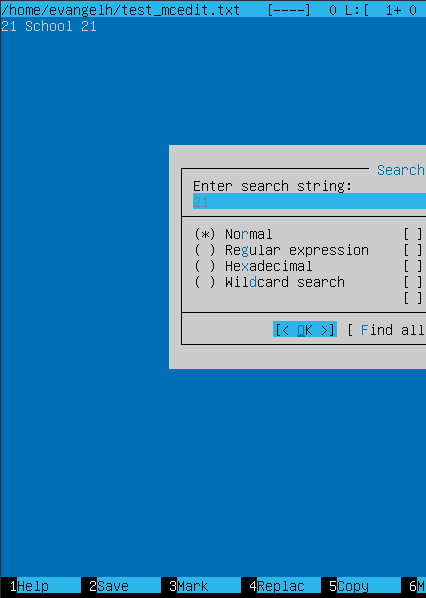 /home/evangelh/test_mcedit.txt   [----]  0 L:[  1+ 0
21 School 21
Search
Enter search string:
21
(*) Normal [ ]
( ) Regular expression [ ]
( ) Hexadecimal [ ]
( ) Wildcard search [ ]
[ ]
[< OK >] [ Find all
1Help 2Save 3Mark 4Replac 5Copy 6M